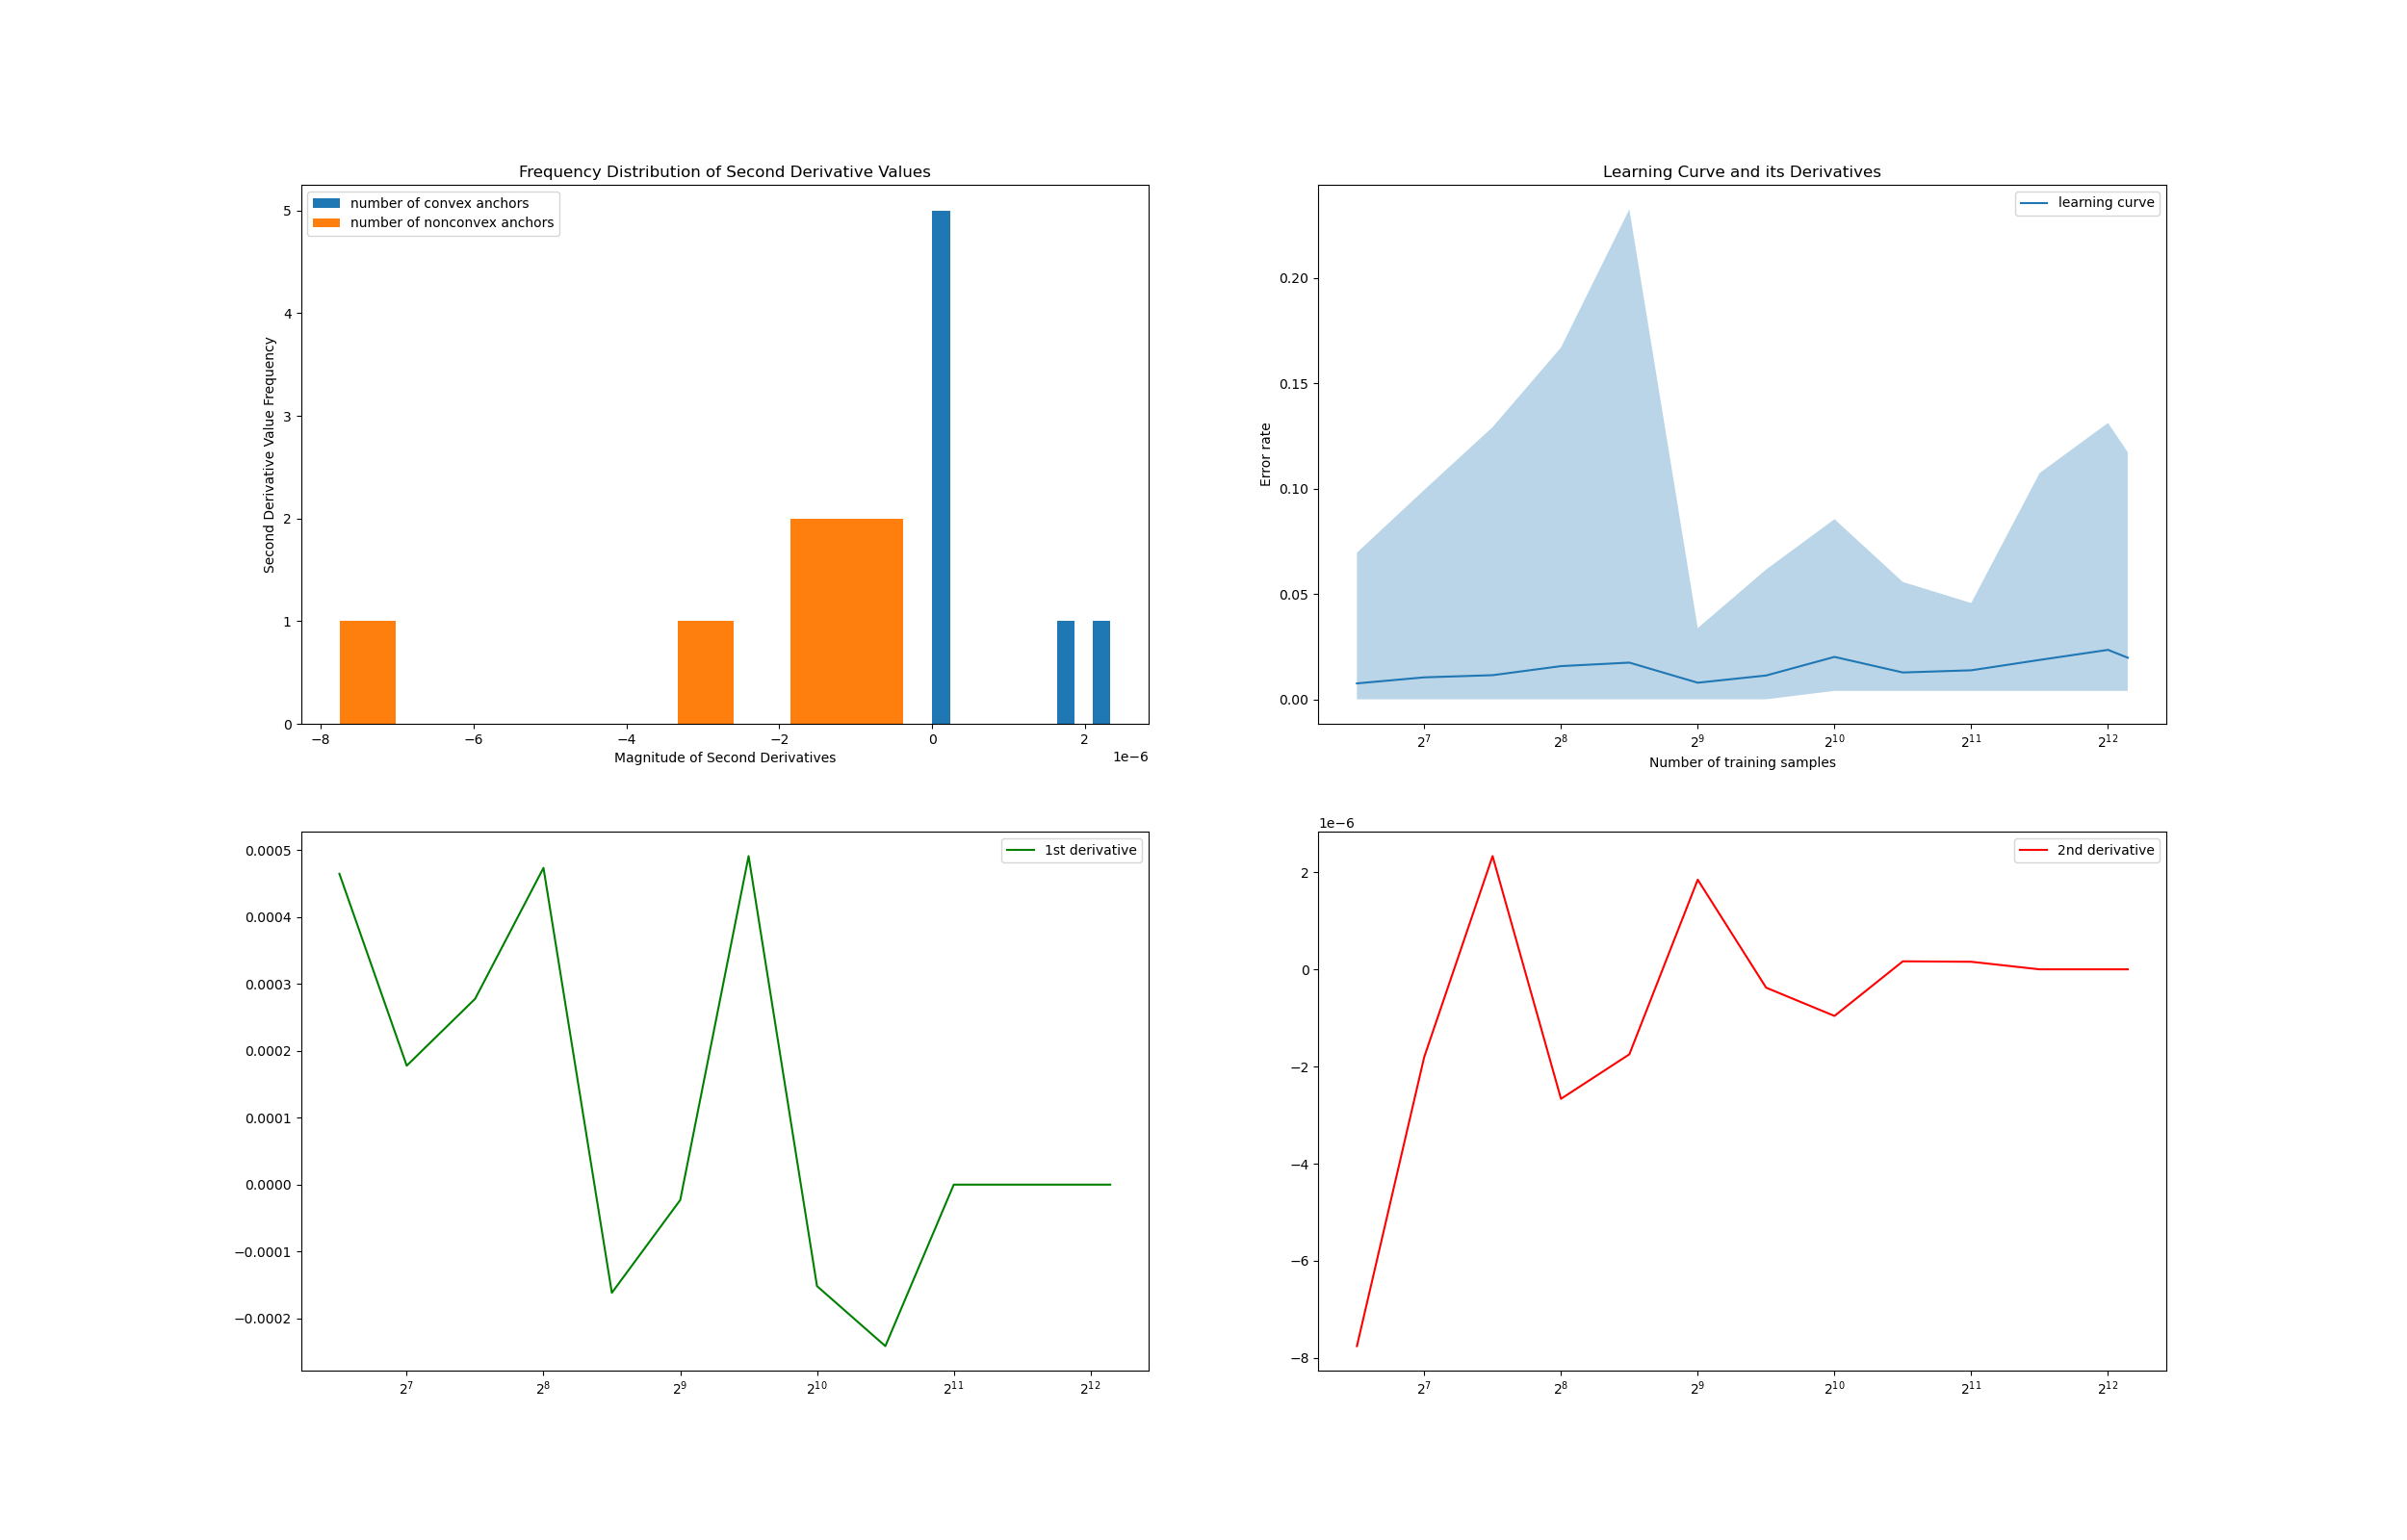 Frequency Distribution of Second Derivative Values
number of convex anchors
number of nonconvex anchors
Second Derivative Value Frequency
5
4
3
2
1
0
−8 −6 −4 −2 0 2
1e−6
Magnitude of Second Derivatives
Learning Curve and its Derivatives
learning curve
Error rate
0.20
0.15
0.10
0.05
0.00
2^7 2^8 2^9 2^10 2^11 2^12
Number of training samples
1st derivative
0.0005
0.0004
0.0003
0.0002
0.0001
0.0000
−0.0001
−0.0002
2^7 2^8 2^9 2^10 2^11 2^12
1e−6
2nd derivative
2
0
−2
−4
−6
−8
2^7 2^8 2^9 2^10 2^11 2^12